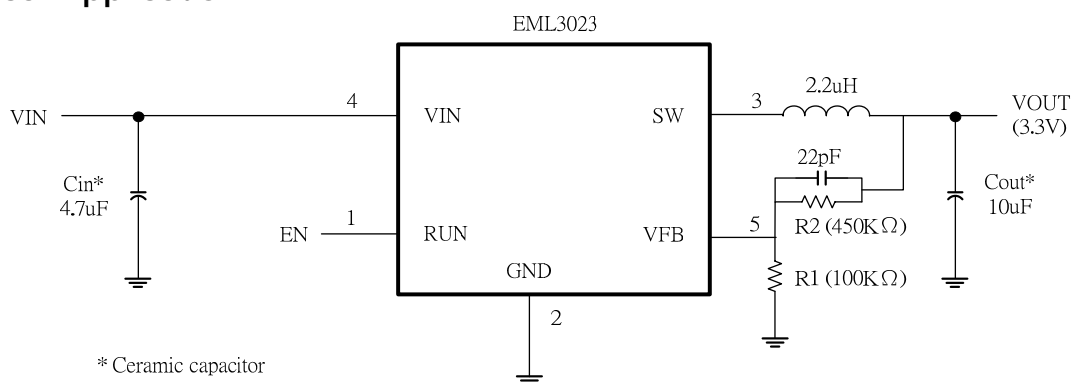 EML3023
VIN
4
VIN
SW
3
2.2uH
VOUT
(3.3V)
22pF
Cin*
4.7uF
R2 (450KΩ)
Cout*
10uF
EN
1
RUN
VFB
5
GND
R1 (100KΩ)
2
* Ceramic capacitor